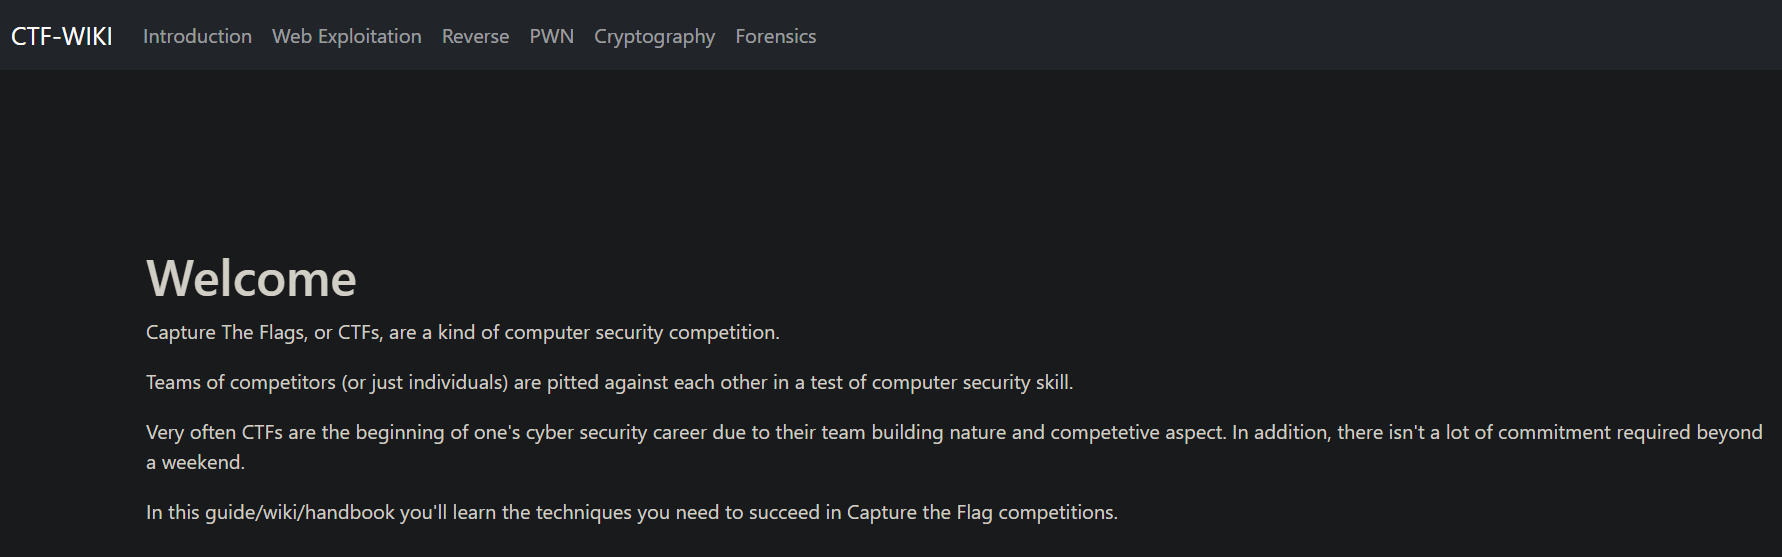 CTF-WIKI Introduction Web Exploitation Reverse PWN Cryptography Forensics
Welcome
Capture The Flags, or CTFs, are a kind of computer security competition.
Teams of competitors (or just individuals) are pitted against each other in a test of computer security skill.
Very often CTFs are the beginning of one's cyber security career due to their team building nature and competetive aspect. In addition, there isn't a lot of commitment required beyond
a weekend.
In this guide/wiki/handbook you'll learn the techniques you need to succeed in Capture the Flag competitions.